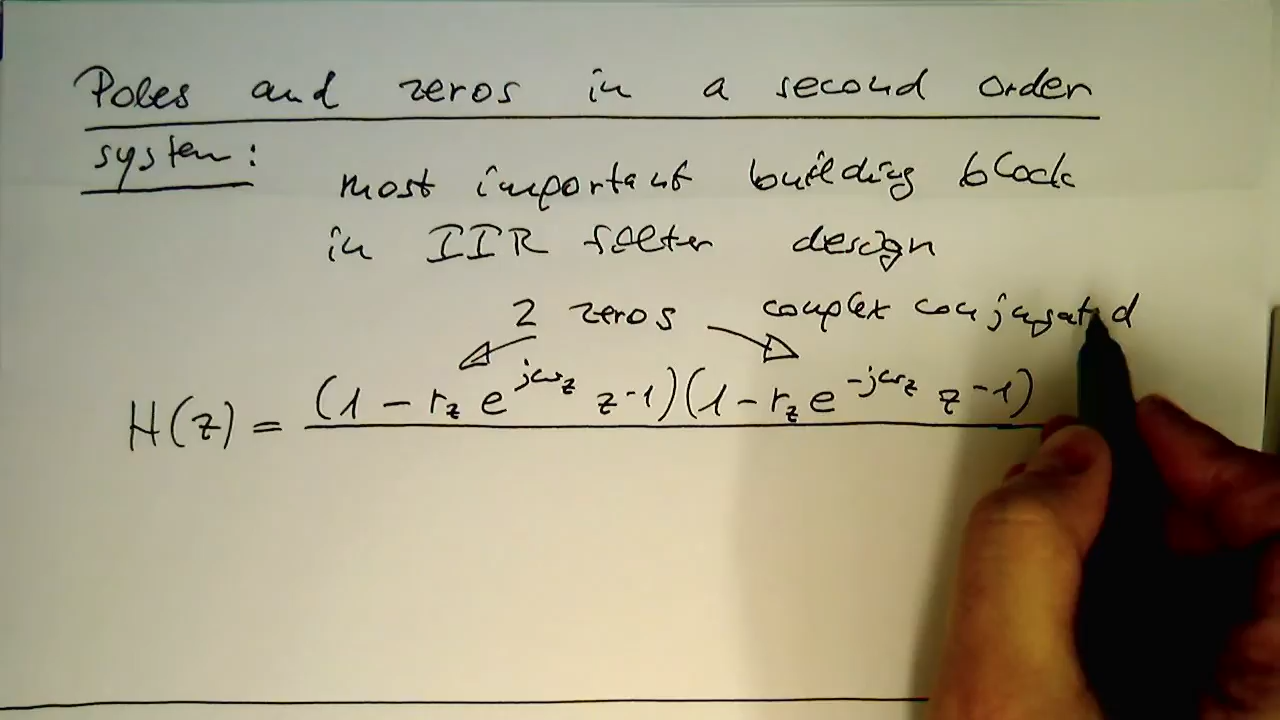 Poles and zeros in a second order
system:
most important building block
in IIR filter design
2 zeros complex conjugated
H(z) = (1 - r_z e^{jω_z} z^{-1})(1 - r_z e^{-jω_z} z^{-1})